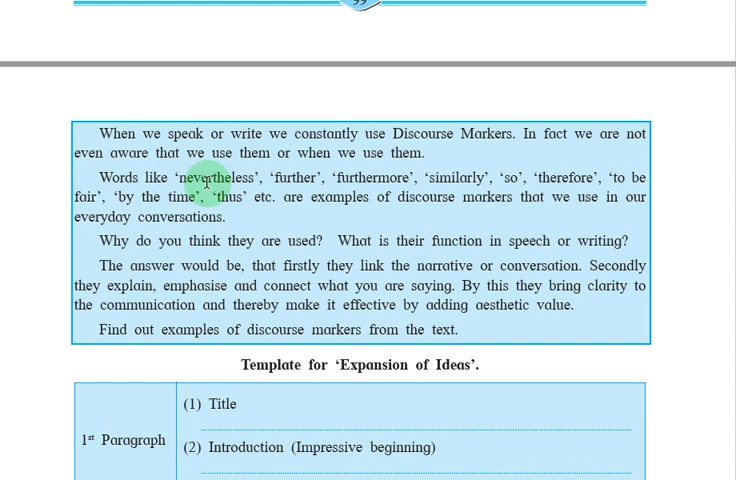 99
When we speak or write we constantly use Discourse Markers. In fact we are not
even aware that we use them or when we use them.
Words like ‘nevertheless’, ‘further’, ‘furthermore’, ‘similarly’, ‘so’, ‘therefore’, ‘to be
fair’, ‘by the time’, ‘thus’ etc. are examples of discourse markers that we use in our
everyday conversations.
Why do you think they are used? What is their function in speech or writing?
The answer would be, that firstly they link the narrative or conversation. Secondly
they explain, emphasise and connect what you are saying. By this they bring clarity to
the communication and thereby make it effective by adding aesthetic value.
Find out examples of discourse markers from the text.
Template for ‘Expansion of Ideas’.
(1) Title
1st Paragraph
(2) Introduction (Impressive beginning)